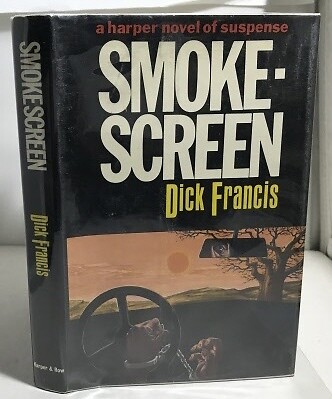 a harper novel of suspense
SMOKE-
SCREEN
Dick Francis
SMOKESCREEN
Dick Francis
Harper & Row